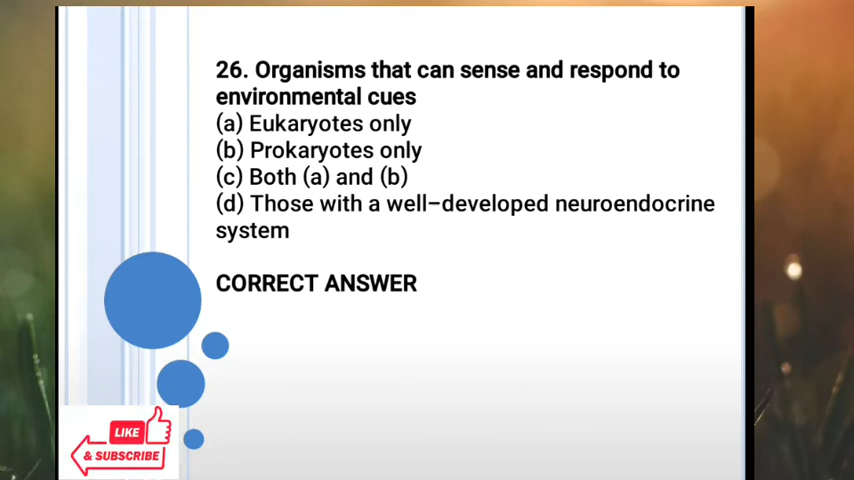 26. Organisms that can sense and respond to
environmental cues
(a) Eukaryotes only
(b) Prokaryotes only
(c) Both (a) and (b)
(d) Those with a well–developed neuroendocrine
system
CORRECT ANSWER
LIKE
& SUBSCRIBE